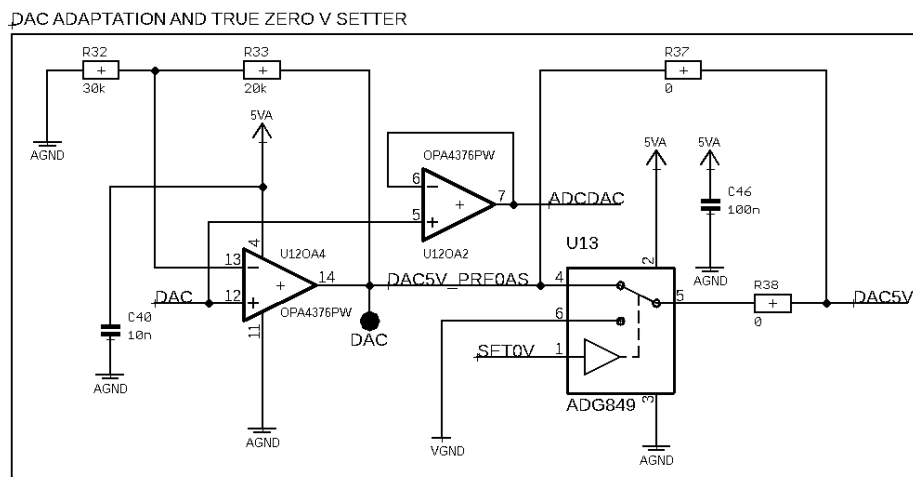 DAC ADAPTATION AND TRUE ZERO V SETTER
R32
30k
R33
20k
R37
0
5VA
AGND
OPA4376PW
6
5
7
ADCDAC
U12OA2
5VA
5VA
C46
100n
AGND
4
U12OA4
13
12
14
DAC
OPA4376PW
11
C40
10n
AGND
AGND
DAC
DAC5V_PREOAS
U13
2
4
6
1
5
3
SET0V
ADG849
VGND
AGND
R38
0
DAC5V